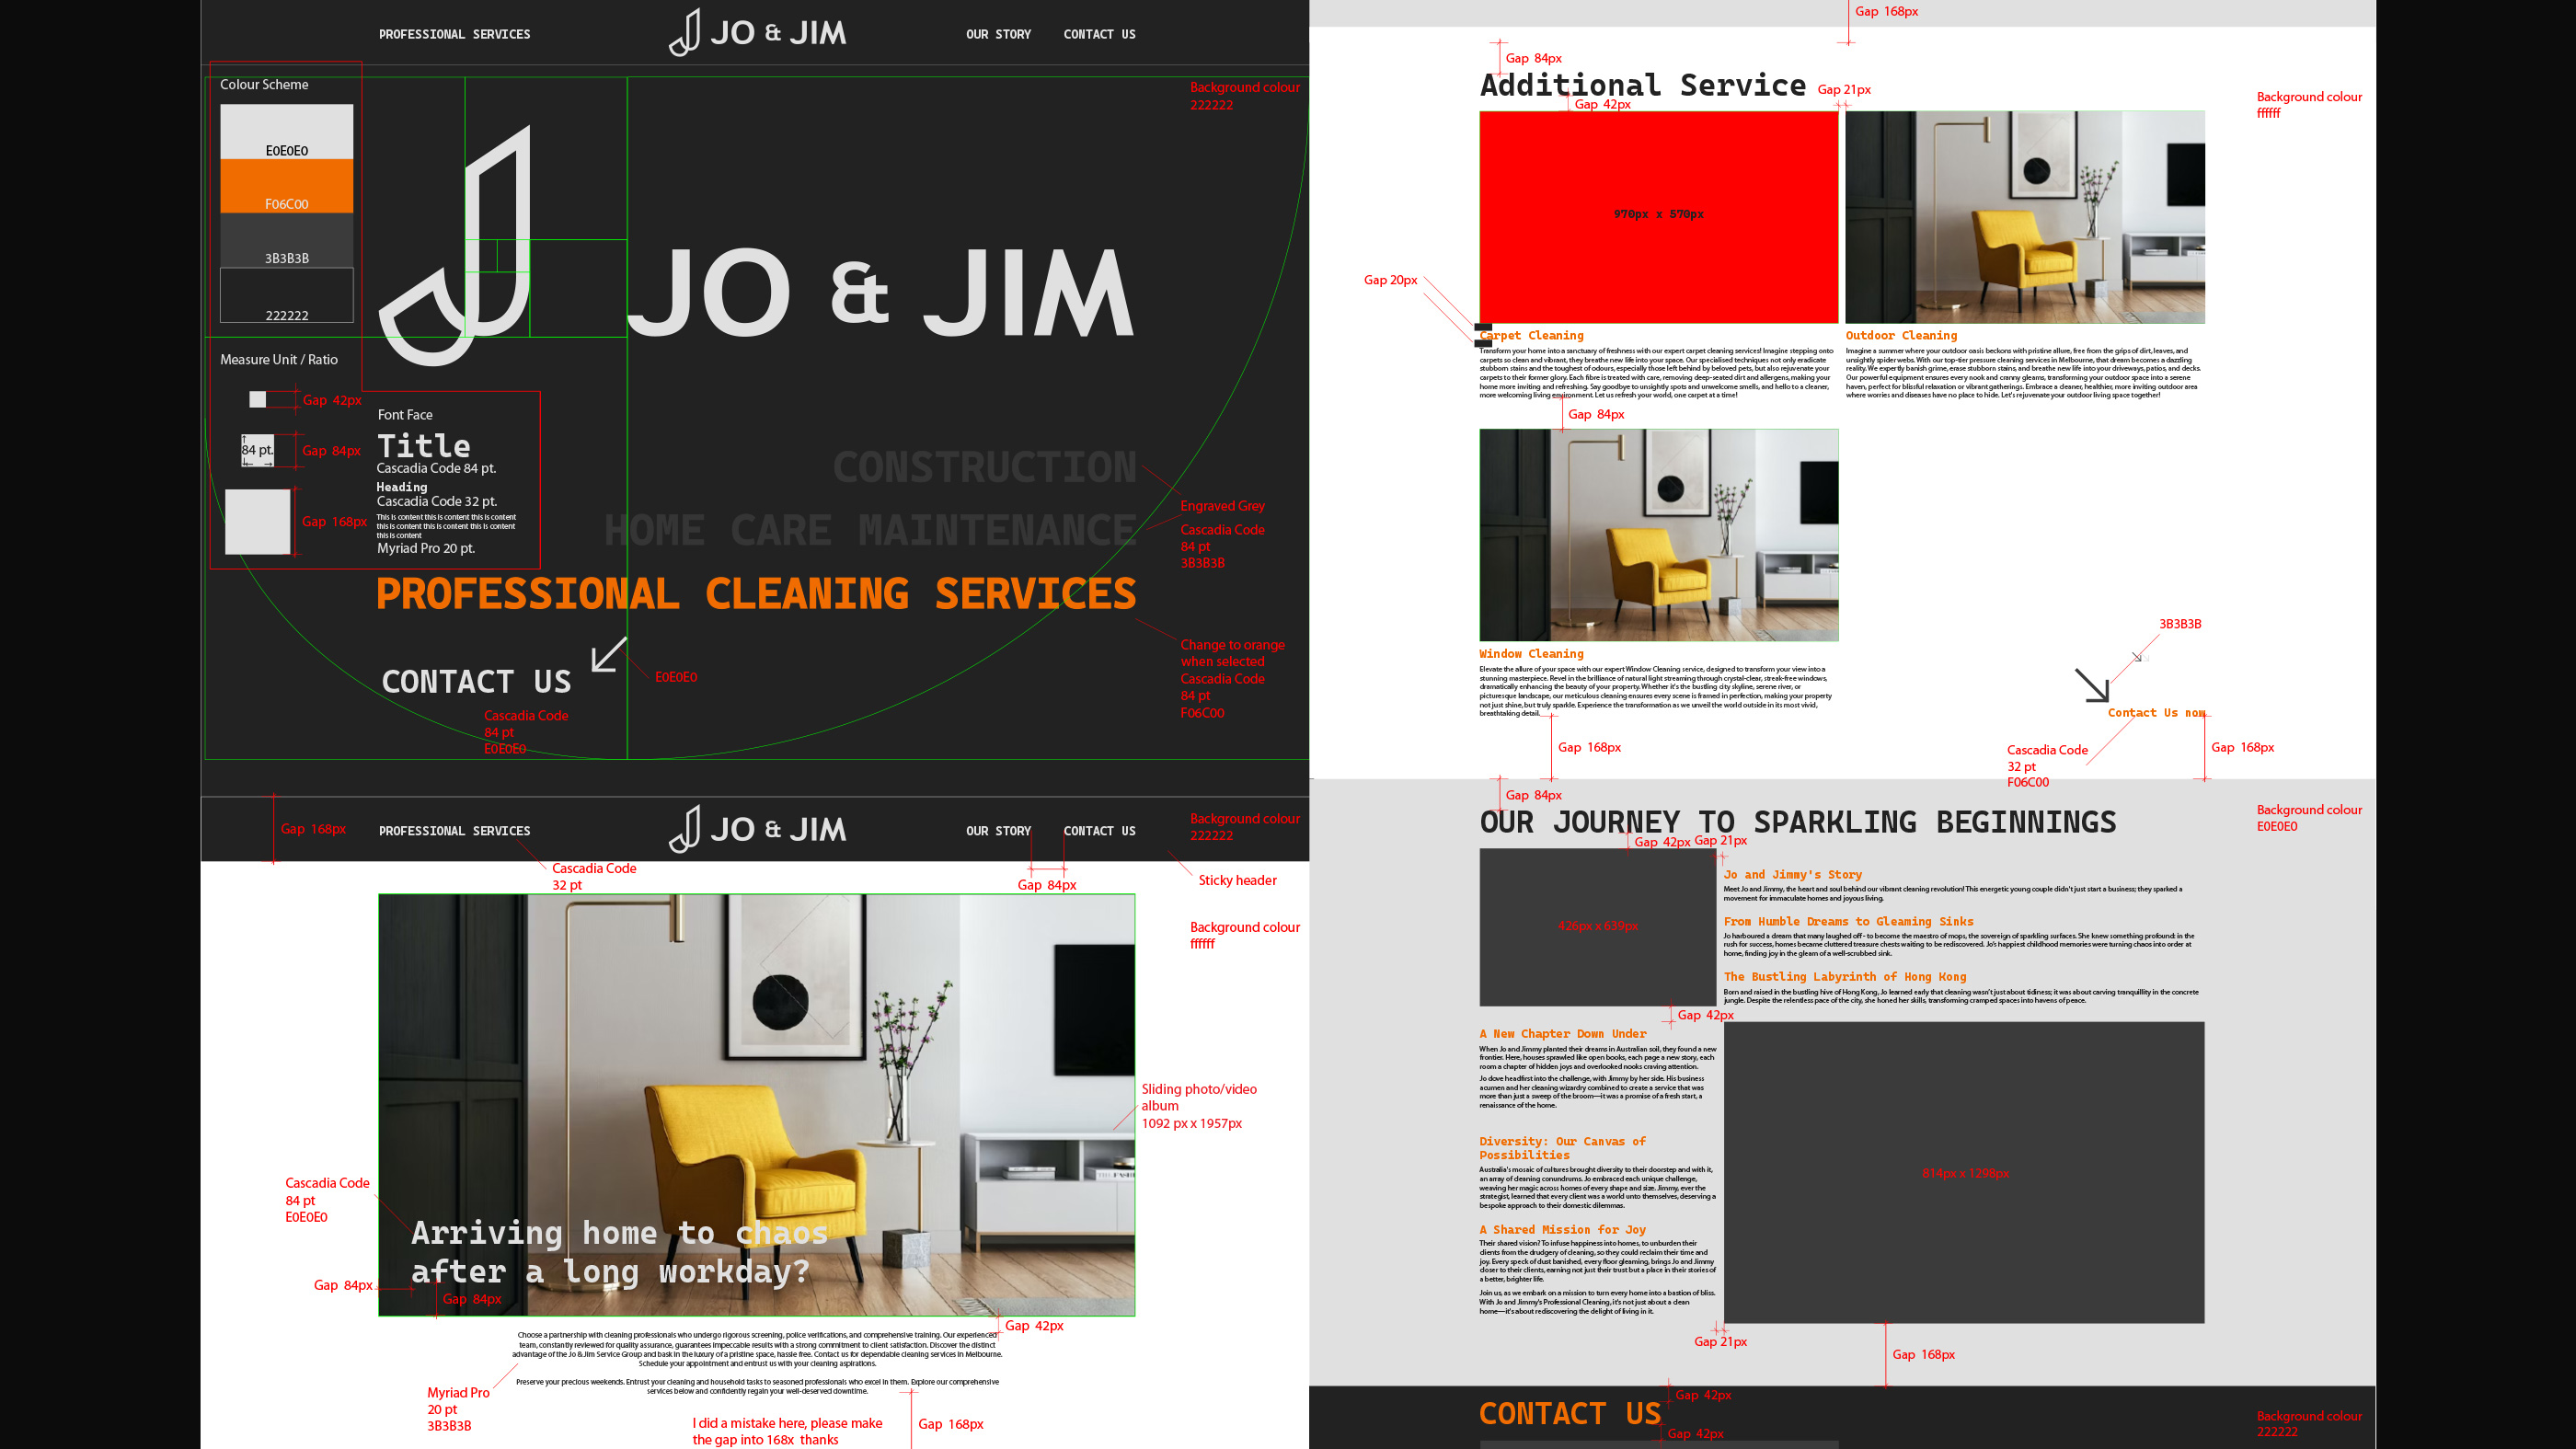 PROFESSIONAL SERVICES
JO & JIM
OUR STORY
CONTACT US
Colour Scheme
E0E0E0
F06C00
3B3B3B
222222
Background colour
222222
JO & JIM
Measure Unit / Ratio
Gap 42px
84 pt.
Gap 84px
Gap 168px
Font Face
Title
Cascadia Code 84 pt.
Heading
Cascadia Code 32 pt.
This is content this is content this is content
this is content this is content this is content
this is content
Myriad Pro 20 pt.
CONSTRUCTION
HOME CARE MAINTENANCE
Engraved Grey
Cascadia Code
84 pt
3B3B3B
PROFESSIONAL CLEANING SERVICES
Change to orange
when selected
Cascadia Code
84 pt
F06C00
CONTACT US
E0E0E0
Cascadia Code
84 pt
E0E0E0
Gap 168px
PROFESSIONAL SERVICES
JO & JIM
OUR STORY
CONTACT US
Background colour
222222
Cascadia Code
32 pt
Gap 84px
Sticky header
Background colour
ffffff
Sliding photo/video
album
1092 px x 1957px
Cascadia Code
84 pt
E0E0E0
Arriving home to chaos
after a long workday?
Gap 84px
Gap 84px
Gap 42px
Choose a partnership with cleaning professionals who undergo rigorous screening, police verifications, and comprehensive training. Our experienced
team, constantly reviewed for quality assurance, guarantees impeccable results with a strong commitment to client satisfaction. Discover the distinct
advantage of the Jo & Jim Service Group and bask in the luxury of a pristine space, hassle free. Contact us for dependable cleaning services in Melbourne.
Schedule your appointment and entrust us with your cleaning aspirations.
Preserve your precious weekends. Entrust your cleaning and household tasks to seasoned professionals who excel in them. Explore our comprehensive
services below and confidently regain your well-deserved downtime.
Myriad Pro
20 pt
3B3B3B
I did a mistake here, please make
the gap into 168x thanks
Gap 168px
Gap 168px
Gap 84px
Additional Service
Gap 21px
Gap 42px
Background colour
ffffff
970px x 570px
Gap 20px
Carpet Cleaning
Transform your home into a sanctuary of freshness with our expert carpet cleaning services! Imagine stepping onto
carpets so clean and vibrant, they breathe new life into your space. Our specialised techniques not only eradicate
stubborn stains and the toughest of odours, especially those left behind by beloved pets, but also rejuvenate your
carpets to their former glory. Each fibre is treated with care, removing deep-seated dirt and allergens, making your
home more inviting and refreshing. Say goodbye to unsightly spots and unwelcome smells, and hello to a cleaner,
more welcoming living environment. Let us refresh your world, one carpet at a time!
Outdoor Cleaning
Imagine a summer where your outdoor oasis beckons with pristine allure, free from the grips of dirt, leaves, and
unsightly spider webs. With our top-tier pressure cleaning services in Melbourne, that dream becomes a dazzling
reality. We expertly banish grime, erase stubborn stains, and breathe new life into your driveways, patios, and decks.
Our powerful equipment ensures every nook and cranny gleams, transforming your outdoor space into a serene
haven, perfect for blissful relaxation or vibrant gatherings. Embrace a cleaner, healthier, more inviting outdoor area
where worries and diseases have no place to hide. Let's rejuvenate your outdoor living space together!
Gap 84px
Window Cleaning
Elevate the allure of your space with our expert Window Cleaning service, designed to transform your view into a
stunning masterpiece. Revel in the brilliance of natural light streaming through crystal-clear, streak-free windows,
dramatically enhancing the beauty of your property. Whether it's the bustling city skyline, serene river, or
picturesque landscape, our meticulous cleaning ensures every scene is framed in perfection, making your property
not just shine, but truly sparkle. Experience the transformation as we unveil the world outside in its most vivid,
breathtaking detail.
Gap 168px
3B3B3B
Contact Us now
Cascadia Code
32 pt
F06C00
Gap 168px
Gap 84px
OUR JOURNEY TO SPARKLING BEGINNINGS
Background colour
E0E0E0
Gap 42px
Gap 21px
426px x 639px
Jo and Jimmy's Story
Meet Jo and Jimmy, the heart and soul behind our vibrant cleaning revolution! This energetic young couple didn't just start a business; they sparked a
movement for immaculate homes and joyous living.
From Humble Dreams to Gleaming Sinks
Jo harboured a dream that many laughed off - to become the maestro of mops, the sovereign of sparkling surfaces. She knew something profound: in the
rush for success, homes became cluttered treasure chests waiting to be rediscovered. Jo's happiest childhood memories were turning chaos into order at
home, finding joy in the gleam of a well-scrubbed sink.
The Bustling Labyrinth of Hong Kong
Born and raised in the bustling hive of Hong Kong, Jo learned early that cleaning wasn't just about tidiness; it was about carving tranquillity in the concrete
jungle. Despite the relentless pace of the city, she honed her skills, transforming cramped spaces into havens of peace.
Gap 42px
A New Chapter Down Under
When Jo and Jimmy planted their dreams in Australian soil, they found a new
frontier. Here, houses sprawled like open books, each page a new story, each
room a chapter of hidden joys and overlooked nooks craving attention.
Jo dove headfirst into the challenge, with Jimmy by her side. His business
acumen and her cleaning wizardry combined to create a service that was
more than just a sweep of the broom—it was a promise of a fresh start, a
renaissance of the home.
Diversity: Our Canvas of
Possibilities
Australia's mosaic of cultures brought diversity to their doorstep and with it,
an array of cleaning conundrums. Jo embraced each unique challenge,
weaving her magic across homes of every shape and size. Jimmy, ever the
strategist, learned that every client was a world unto themselves, deserving a
bespoke approach to their domestic dilemmas.
A Shared Mission for Joy
Their shared vision? To infuse happiness into homes, to unburden their
clients from the drudgery of cleaning, so they could reclaim their time and
joy. Every speck of dust banished, every floor gleaming, brings Jo and Jimmy
closer to their clients, earning not just their trust but a place in their stories of
a better, brighter life.
Join us, as we embark on a mission to turn every home into a bastion of bliss.
With Jo and Jimmy's Professional Cleaning, it's not just about a clean
home—it's about rediscovering the delight of living in it.
814px x 1298px
Gap 21px
Gap 168px
Gap 42px
CONTACT US
Gap 42px
Background colour
222222